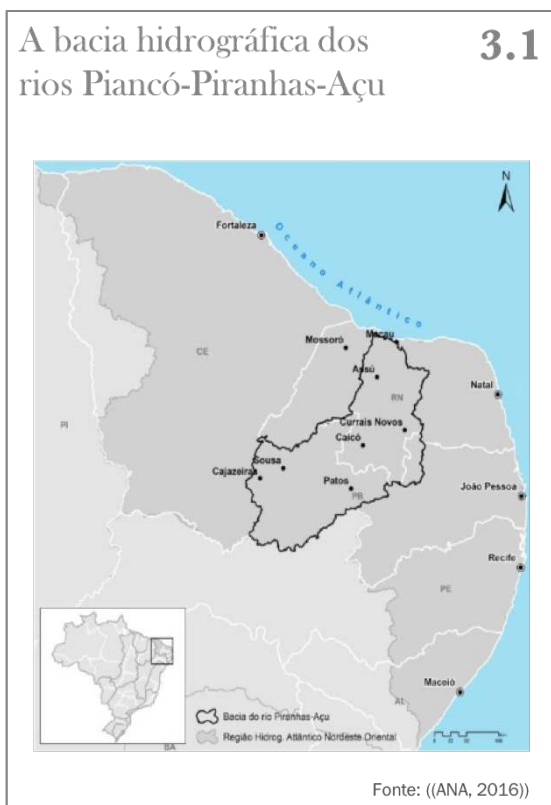 A bacia hidrográfica dos
rios Piancó-Piranhas-Açu
3.1
N
Fortaleza
Oceano Atlântico
Mossoró
Macau
CE
Assú
RN
Natal
PI
Currais Novos
Caicó
Sousa
Cajazeiras
Patos
PB
João Pessoa
Recife
PE
Maceió
AL
Bacia do rio Piranhas-Açu
Região Hidrog. Atlântico Nordeste Oriental
BA
Fonte: ((ANA, 2016))